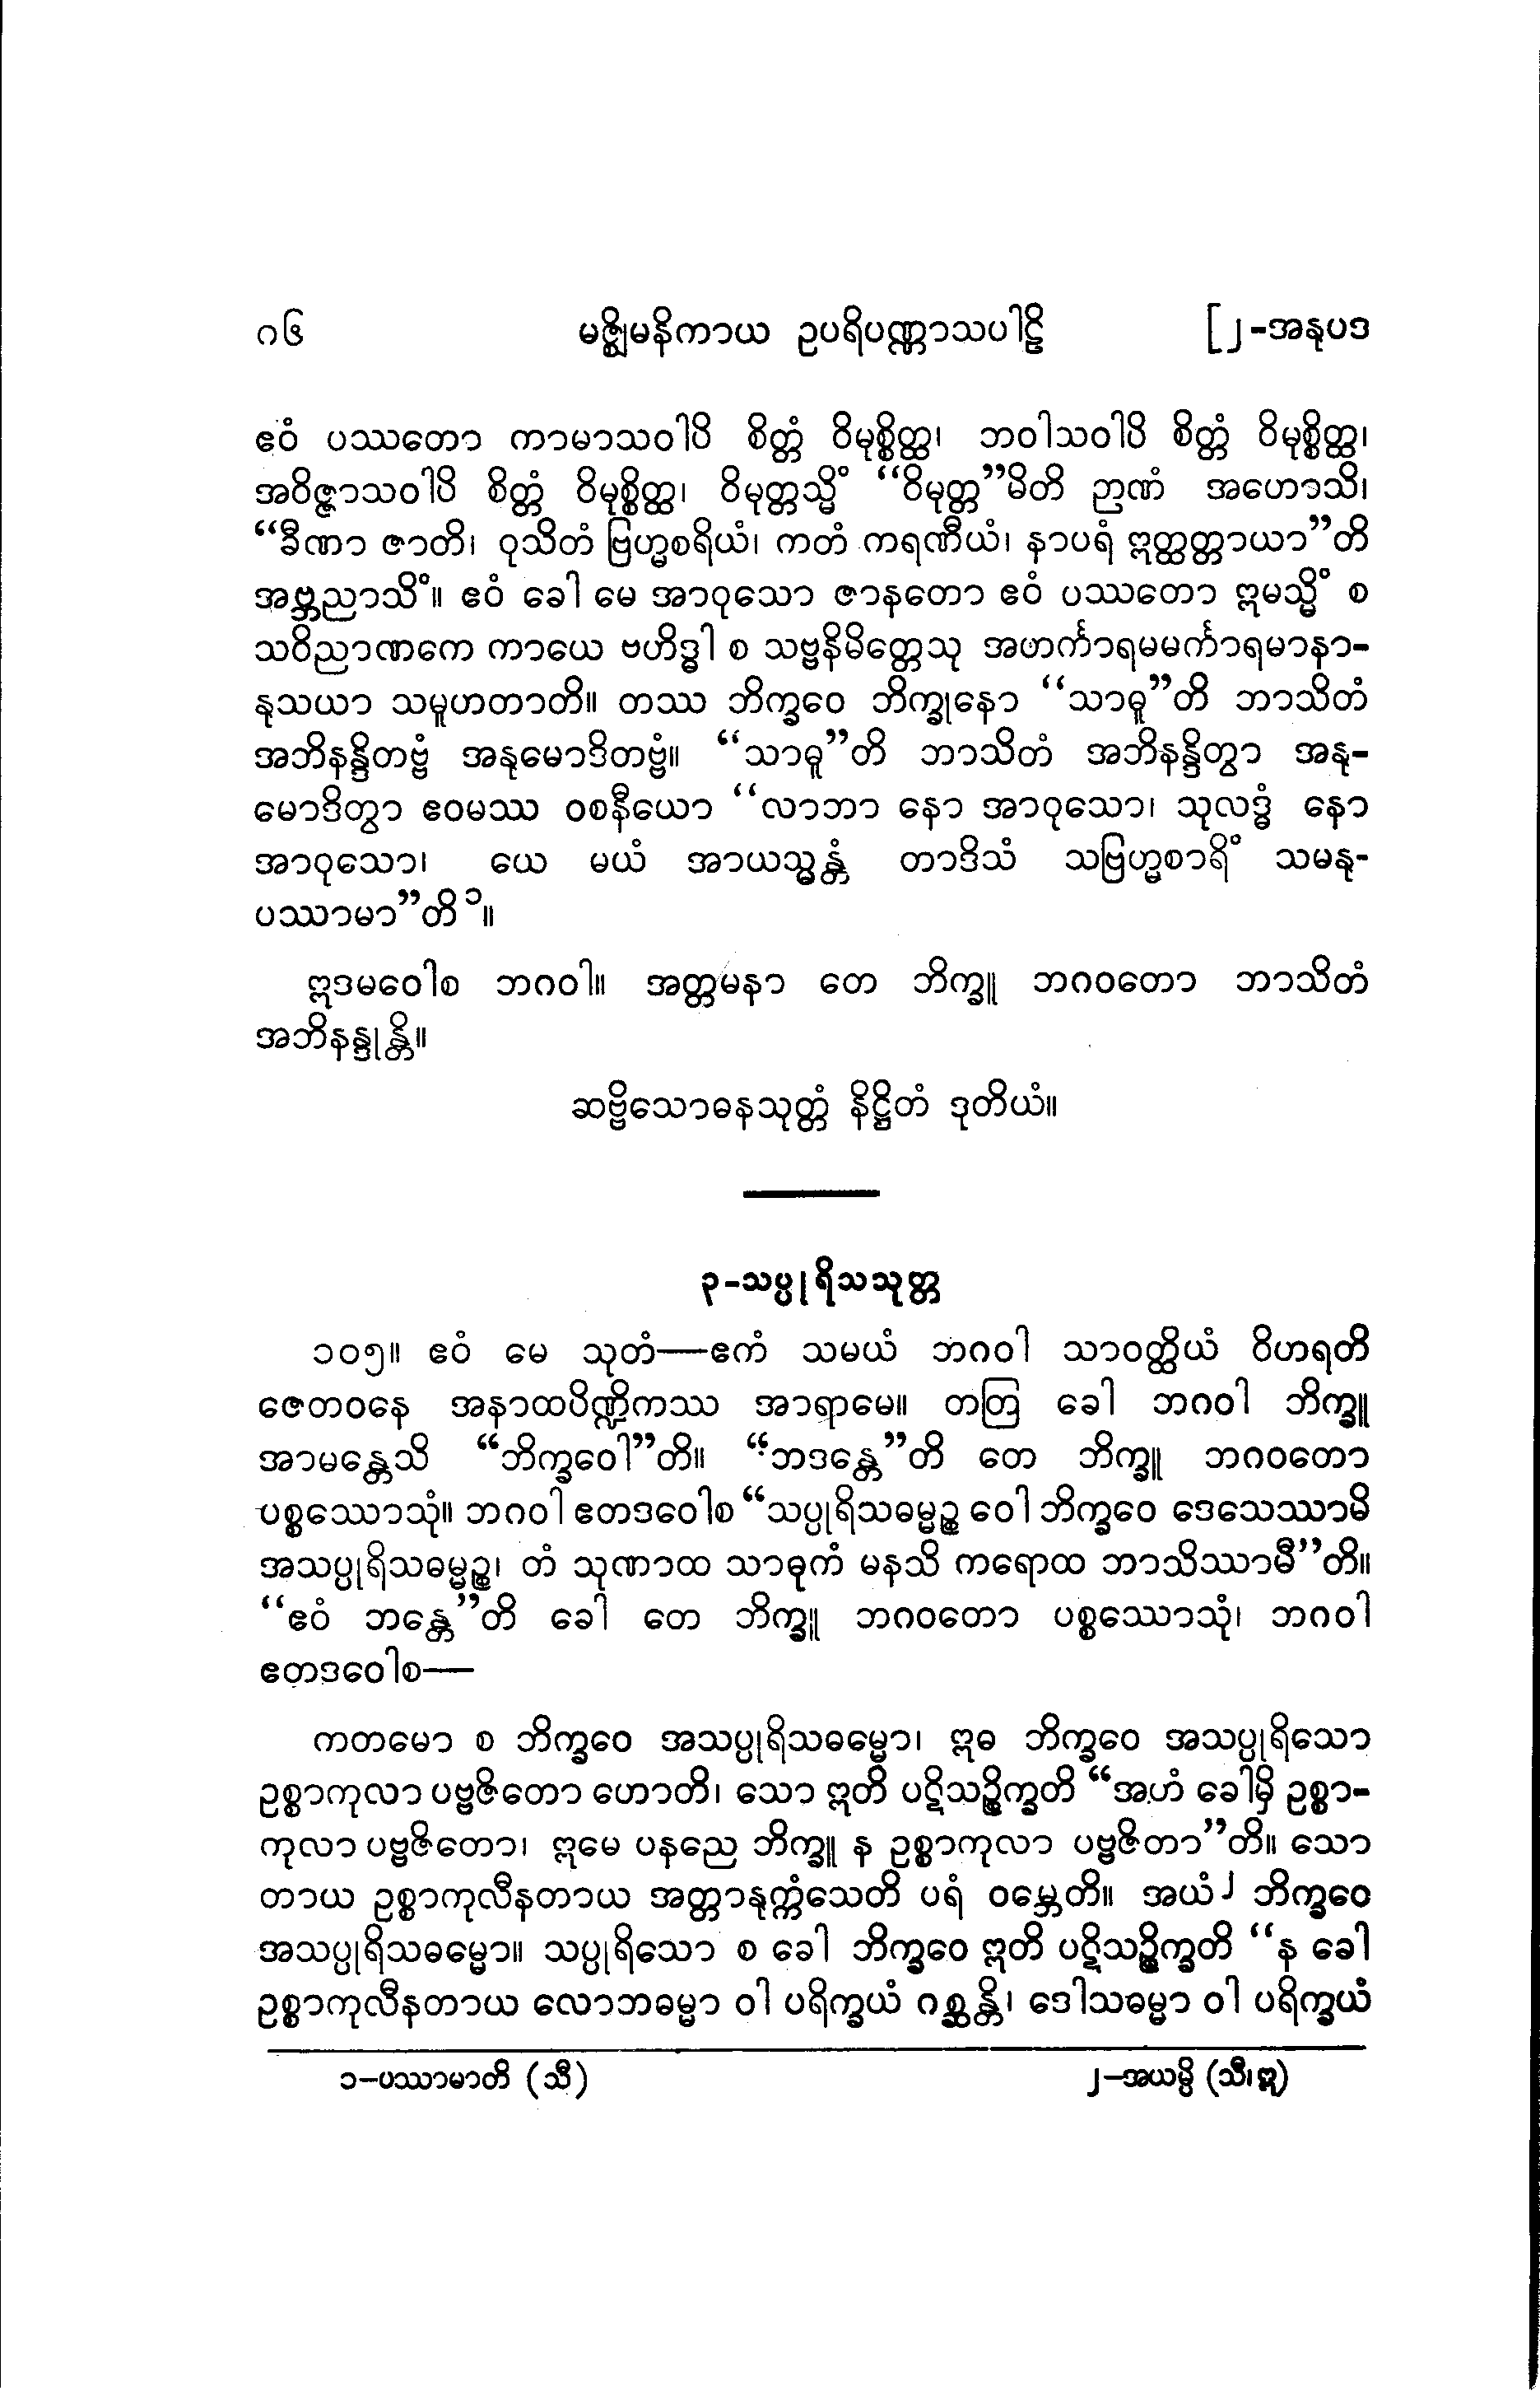 ၈၆ မဇ္ဈိမနိကာယ ဥပရိပဏ္ဏာသပါဠိ [၂-အနုပဒ
ဧဝံ ပဿတော ကာမာသဝါပိ စိတ္တံ ဝိမုစ္စိတ္ထ၊ ဘဝါသဝါပိ စိတ္တံ ဝိမုစ္စိတ္ထ၊
အဝိဇ္ဇာသဝါပိ စိတ္တံ ဝိမုစ္စိတ္ထ၊ ဝိမုတ္တသ္မိံ “ဝိမုတ္တ”မိတိ ဉာဏံ အဟောသိ၊
“ခီဏာ ဇာတိ၊ ဝုသိတံ ဗြဟ္မစရိယံ၊ ကတံ ကရဏီယံ၊ နာပရံ ဣတ္ထတ္တာယာ”တိ
အဗ္ဘညာသိံ။ ဧဝံ ခေါ မေ အာဝုသော ဇာနတော ဧဝံ ပဿတော ဣမသ္မိံ စ
သဝိညာဏကေ ကာယေ ဗဟိဒ္ဓါ စ သဗ္ဗနိမိတ္တေသု အဟင်္ကာရမမင်္ကာရမာနာ-
နုသယာ သမူဟတာတိ။ တဿ ဘိက္ခဝေ ဘိက္ခုနော “သာဓူ”တိ ဘာသိတံ
အဘိနန္ဒိတဗ္ဗံ အနုမောဒိတဗ္ဗံ။ “သာဓူ”တိ ဘာသိတံ အဘိနန္ဒိတွာ အနု-
မောဒိတွာ ဧဝမဿ ဝစနီယော “လာဘာ နော အာဝုသော၊ သုလဒ္ဓံ နော
အာဝုသော၊ ယေ မယံ အာယသ္မန္တံ တာဒိသံ သဗြဟ္မစာရိံ သမနု-
ပဿာမာ”တိ၁။
ဣဒမဝေါစ ဘဂဝါ။ အတ္တမနာ တေ ဘိက္ခူ ဘဂဝတော ဘာသိတံ
အဘိနန္ဒုန္တိ။
ဆဗ္ဗိသောဓနသုတ္တံ နိဋ္ဌိတံ ဒုတိယံ။
၃-သပ္ပုရိသသုတ္တ
၁၀၅။ ဧဝံ မေ သုတံ—ဧကံ သမယံ ဘဂဝါ သာဝတ္ထိယံ ဝိဟရတိ
ဇေတဝနေ အနာထပိဏ္ဍိကဿ အာရာမေ။ တတြ ခေါ ဘဂဝါ ဘိက္ခူ
အာမန္တေသိ “ဘိက္ခဝေါ”တိ။ “ဘဒန္တေ”တိ တေ ဘိက္ခူ ဘဂဝတော
ပစ္စဿောသုံ။ ဘဂဝါ ဧတဒဝေါစ “သပ္ပုရိသဓမ္မဉ္စ ဝေါ ဘိက္ခဝေ ဒေသေဿာမိ
အသပ္ပုရိသဓမ္မဉ္စ၊ တံ သုဏာထ သာဓုကံ မနသိ ကရောထ ဘာသိဿာမီ”တိ။
“ဧဝံ ဘန္တေ”တိ ခေါ တေ ဘိက္ခူ ဘဂဝတော ပစ္စဿောသုံ၊ ဘဂဝါ
ဧတဒဝေါစ—
ကတမော စ ဘိက္ခဝေ အသပ္ပုရိသဓမ္မော၊ ဣဓ ဘိက္ခဝေ အသပ္ပုရိသော
ဥစ္စာကုလာ ပဗ္ဗဇိတော ဟောတိ၊ သော ဣတိ ပဋိသဉ္စိက္ခတိ “အဟံ ခေါမှိ ဥစ္စာ-
ကုလာ ပဗ္ဗဇိတော၊ ဣမေ ပနညေ ဘိက္ခူ န ဥစ္စာကုလာ ပဗ္ဗဇိတာ”တိ။ သော
တာယ ဥစ္စာကုလီနတာယ အတ္တာနုက္ကံသေတိ ပရံ ဝမ္ဘေတိ။ အယံ၂ ဘိက္ခဝေ
အသပ္ပုရိသဓမ္မော။ သပ္ပုရိသော စ ခေါ ဘိက္ခဝေ ဣတိ ပဋိသဉ္စိက္ခတိ “န ခေါ
ဥစ္စာကုလီနတာယ လောဘဓမ္မာ ဝါ ပရိက္ခယံ ဂစ္ဆန္တိ၊ ဒေါသဓမ္မာ ဝါ ပရိက္ခယံ
၁-ပဿာမာတိ (သီ) ၂-အယမ္ပိ (သီ၊ဣ)